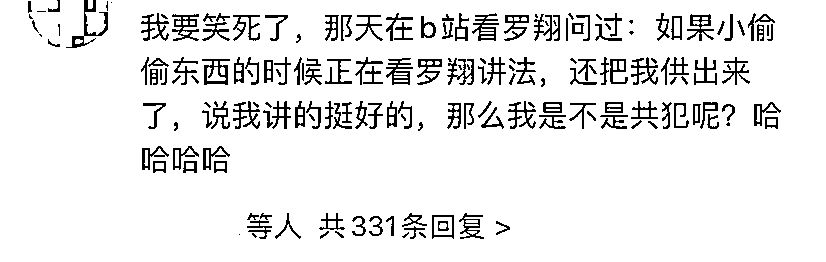 我要笑死了，那天在b站看罗翔问过：如果小偷
偷东西的时候正在看罗翔讲法，还把我供出来
了，说我讲的挺好的，那么我是不是共犯呢？哈
哈哈哈
等人 共331条回复 >